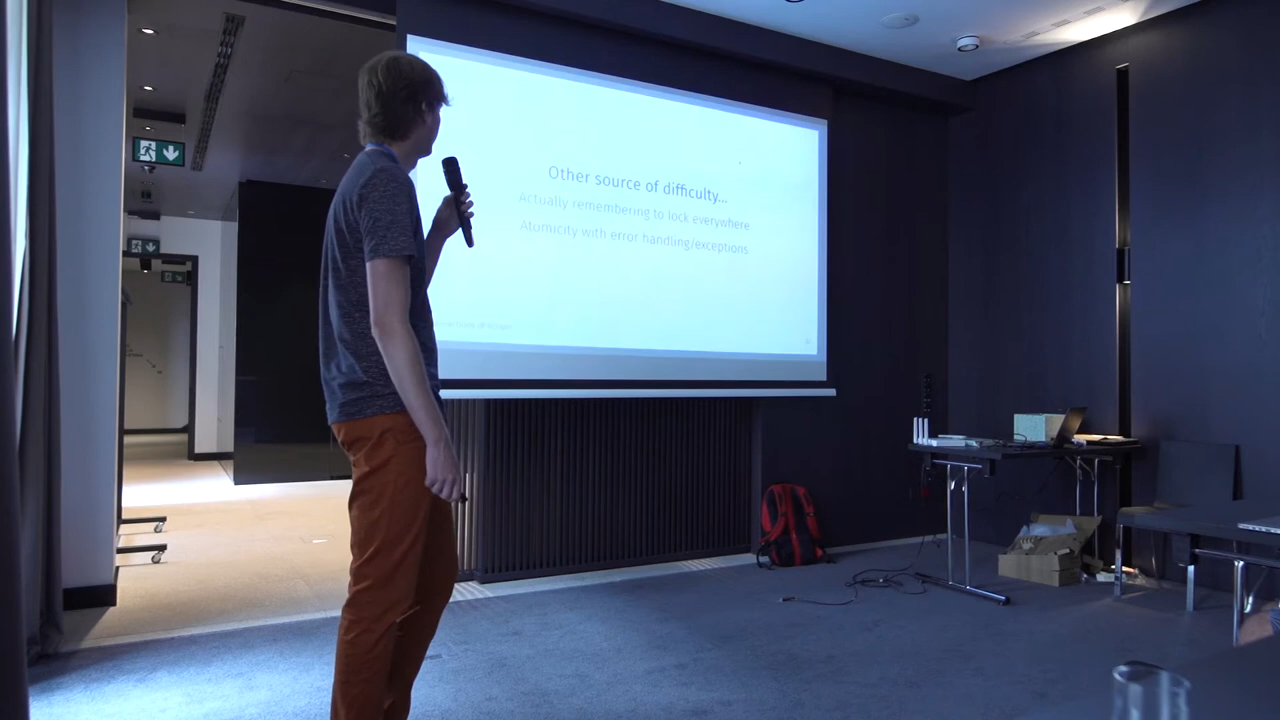 Other source of difficulty...
Actually remembering to lock everywhere
Atomicity with error handling/exceptions